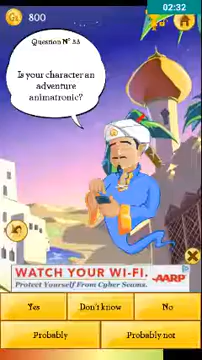 02:32
G1 800
Question N° 33
Is your character an
adventure
animatronic?
WATCH YOUR WI-FI.
AARP
Protect Yourself From Cyber Scams.
Yes
Don't know
No
Probably
Probably not